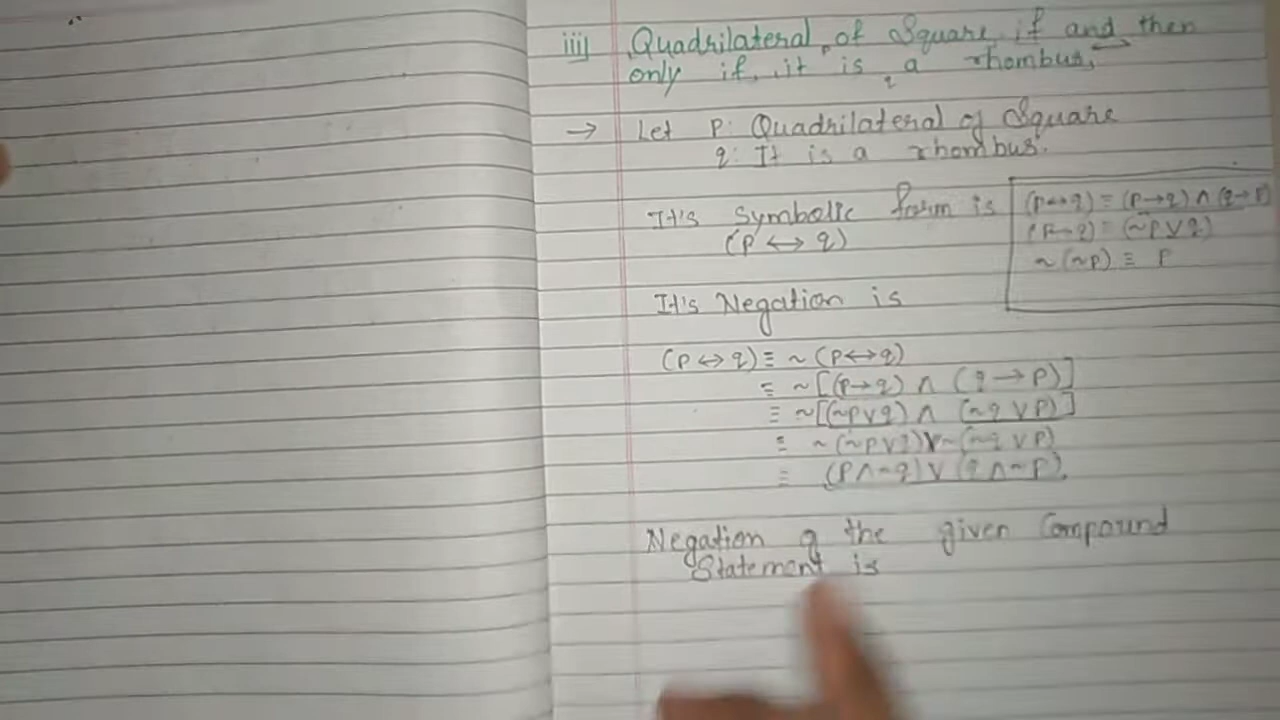 iii) Quadrilateral of Square if and then
p
only if, it is a rhombus,
q
→ Let p: Quadrilateral of Square
q: It is a rhombus.
It's Symbolic form is
(p ↔ q)
(p↔q) ≡ (p→q) ∧ (q→p)
(p→q) ≡ (~p∨q)
~(~p) ≡ p
It's Negation is
(p ↔ q) ≡ ~(p↔q)
≡ ~[(p→q) ∧ (q→p)]
≡ ~[(~p∨q) ∧ (~q∨p)]
≡ ~(~p∨q)∨~(~q∨p)
≡ (p∧~q)∨(q∧~p).
Negation of the given Compound
Statement is